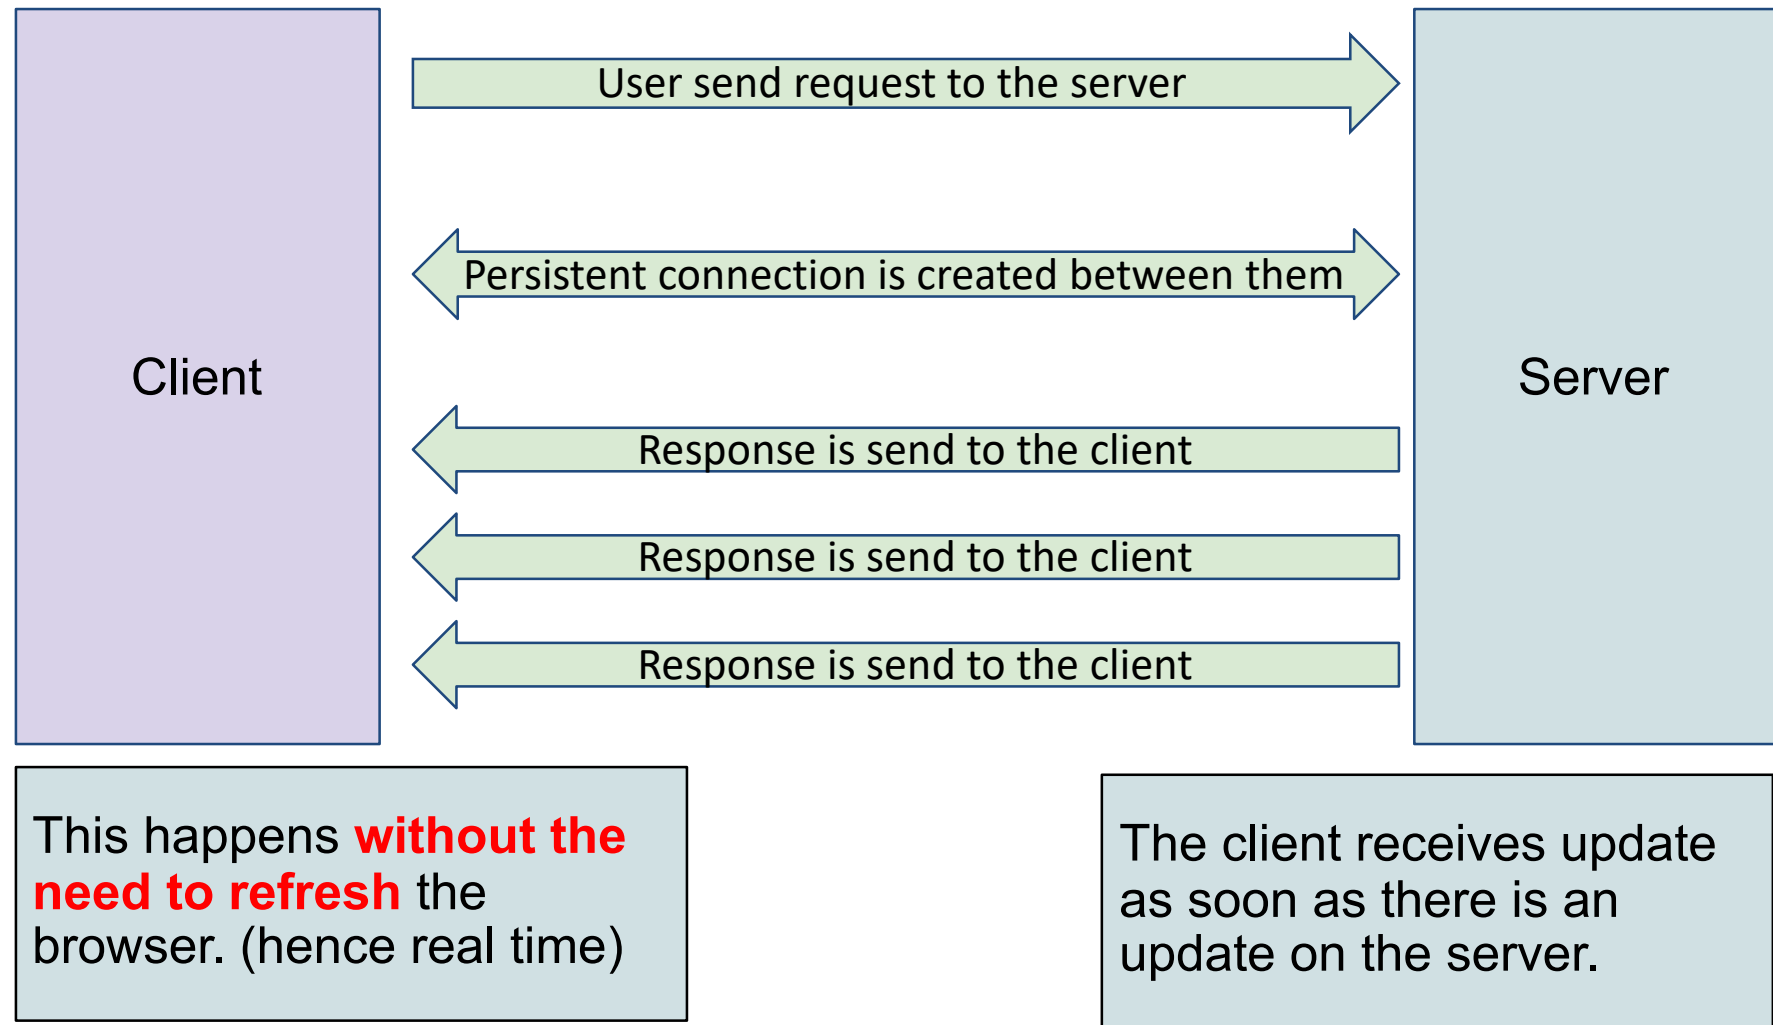 User send request to the server
Persistent connection is created between them
Client
Server
Response is send to the client
Response is send to the client
Response is send to the client
This happens without the
need to refresh the
browser. (hence real time)
The client receives update
as soon as there is an
update on the server.